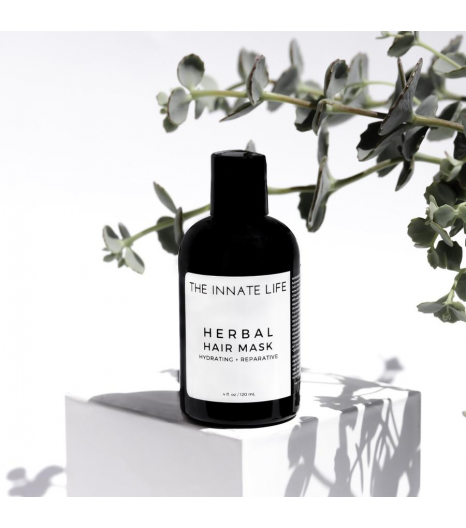 THE INNATE LIFE
HERBAL
HAIR MASK
HYDRATING + REPARATIVE
4 fl oz / 120 mL